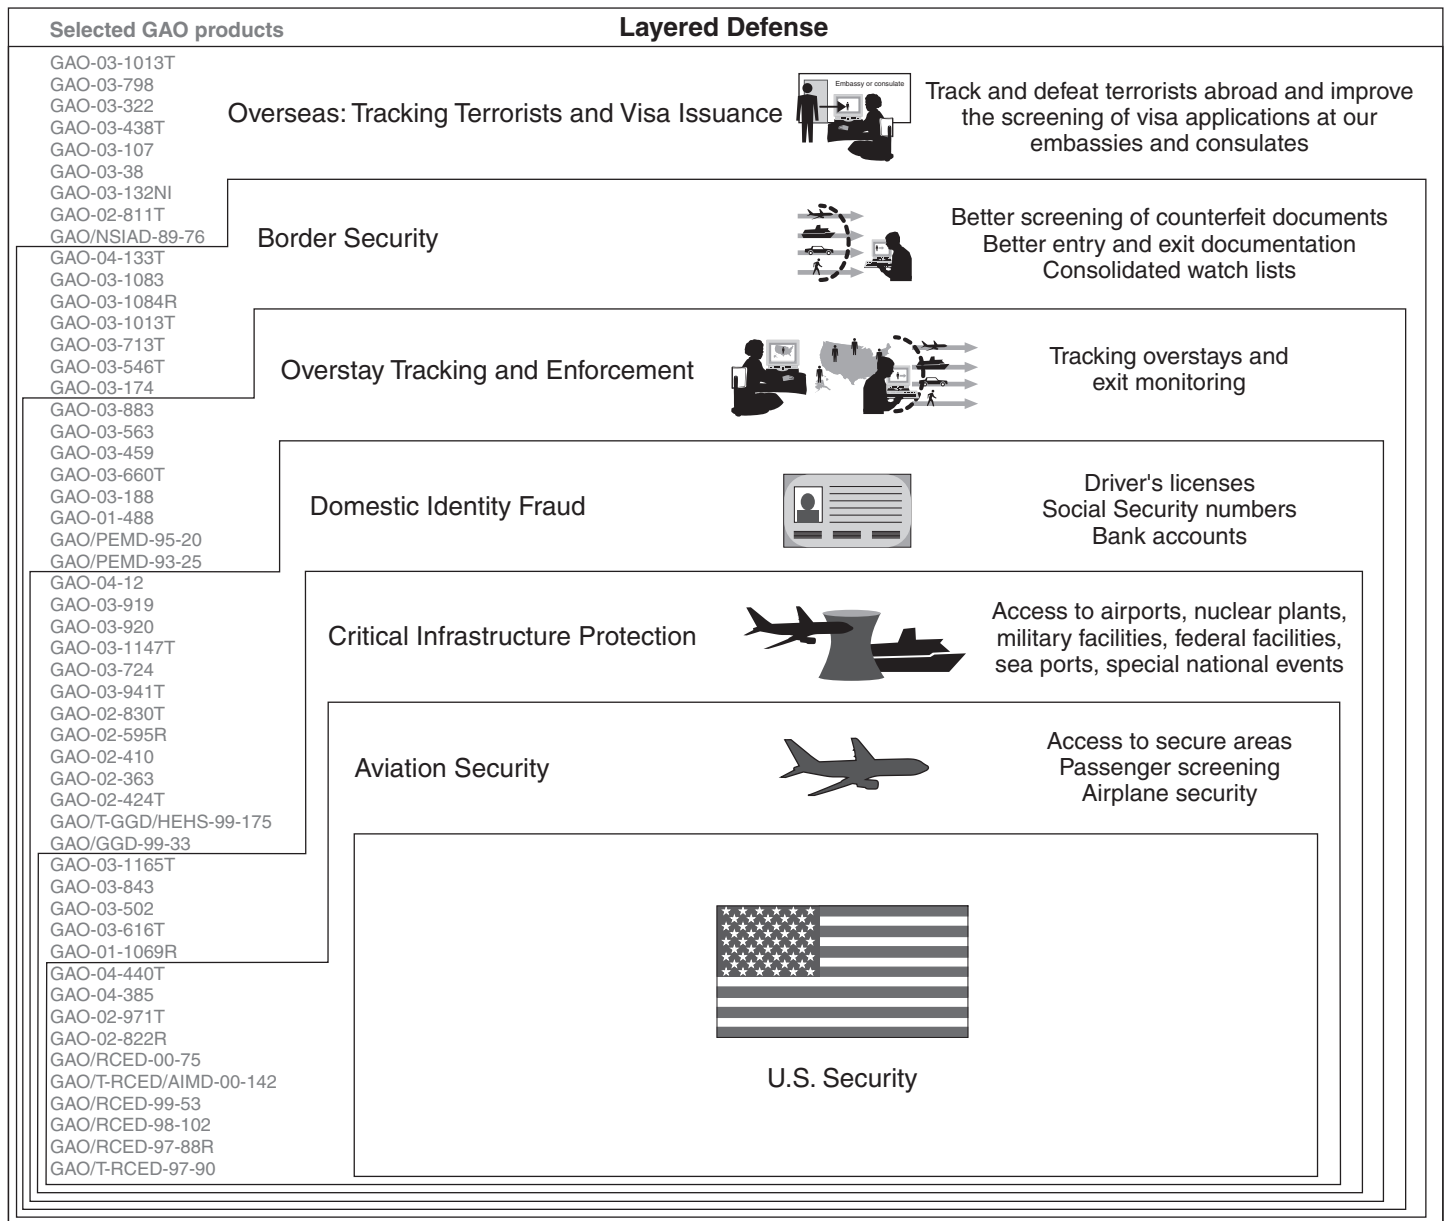 Selected GAO products
Layered Defense
GAO-03-1013T
GAO-03-798
GAO-03-322
GAO-03-438T
GAO-03-107
GAO-03-38
GAO-03-132NI
GAO-02-811T
GAO/NSIAD-89-76
Overseas: Tracking Terrorists and Visa Issuance
Embassy or consulate
Track and defeat terrorists abroad and improve
the screening of visa applications at our
embassies and consulates
GAO-04-133T
GAO-03-1083
GAO-03-1084R
GAO-03-1013T
GAO-03-713T
GAO-03-546T
GAO-03-174
Border Security
Better screening of counterfeit documents
Better entry and exit documentation
Consolidated watch lists
GAO-03-883
GAO-03-563
GAO-03-459
GAO-03-660T
GAO-03-188
GAO-01-488
GAO/PEMD-95-20
GAO/PEMD-93-25
Overstay Tracking and Enforcement
Tracking overstays and
exit monitoring
GAO-04-12
GAO-03-919
GAO-03-920
GAO-03-1147T
GAO-03-724
GAO-03-941T
GAO-02-830T
GAO-02-595R
GAO-02-410
GAO-02-363
GAO-02-424T
GAO/T-GGD/HEHS-99-175
GAO/GGD-99-33
Domestic Identity Fraud
Driver's licenses
Social Security numbers
Bank accounts
GAO-03-1165T
GAO-03-843
GAO-03-502
GAO-03-616T
GAO-01-1069R
Critical Infrastructure Protection
Access to airports, nuclear plants,
military facilities, federal facilities,
sea ports, special national events
GAO-04-440T
GAO-04-385
GAO-02-971T
GAO-02-822R
GAO/RCED-00-75
GAO/T-RCED/AIMD-00-142
GAO/RCED-99-53
GAO/RCED-98-102
GAO/RCED-97-88R
GAO/T-RCED-97-90
Aviation Security
Access to secure areas
Passenger screening
Airplane security
U.S. Security